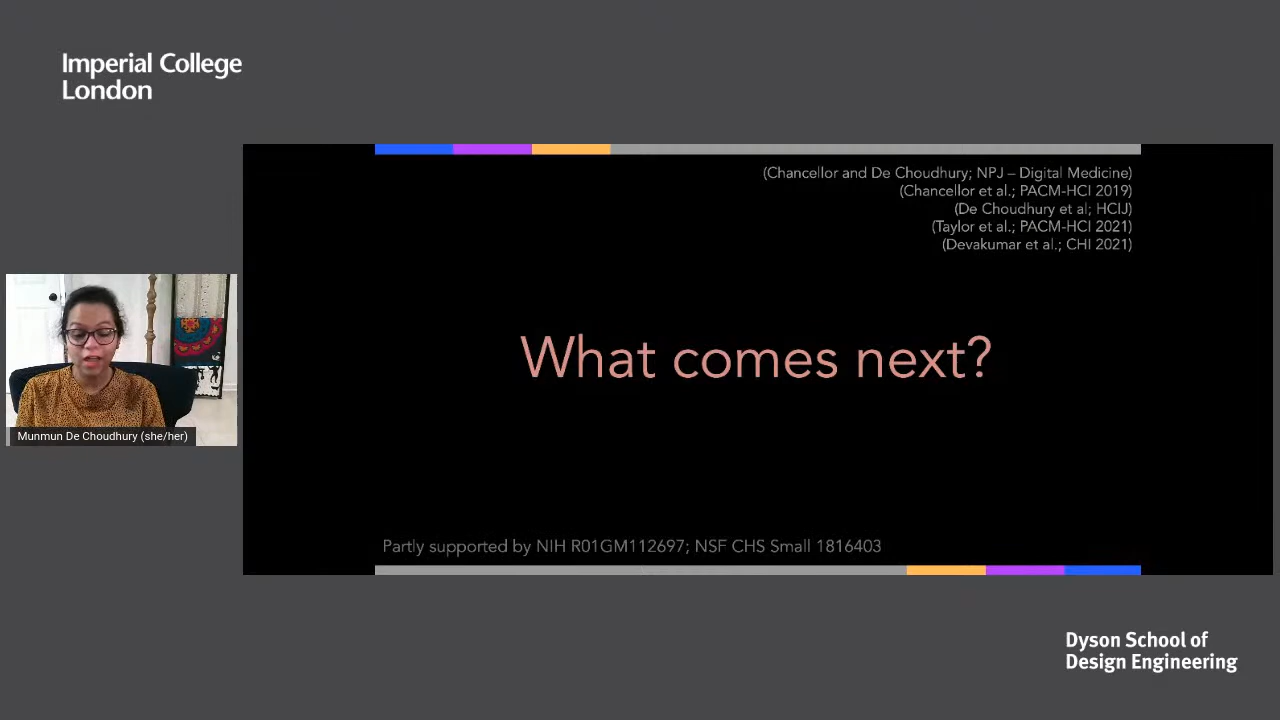 Imperial College
London
(Chancellor and De Choudhury; NPJ – Digital Medicine)
(Chancellor et al.; PACM-HCI 2019)
(De Choudhury et al; HCIJ)
(Taylor et al.; PACM-HCI 2021)
(Devakumar et al.; CHI 2021)
What comes next?
Munmun De Choudhury (she/her)
Partly supported by NIH R01GM112697; NSF CHS Small 1816403
Dyson School of
Design Engineering